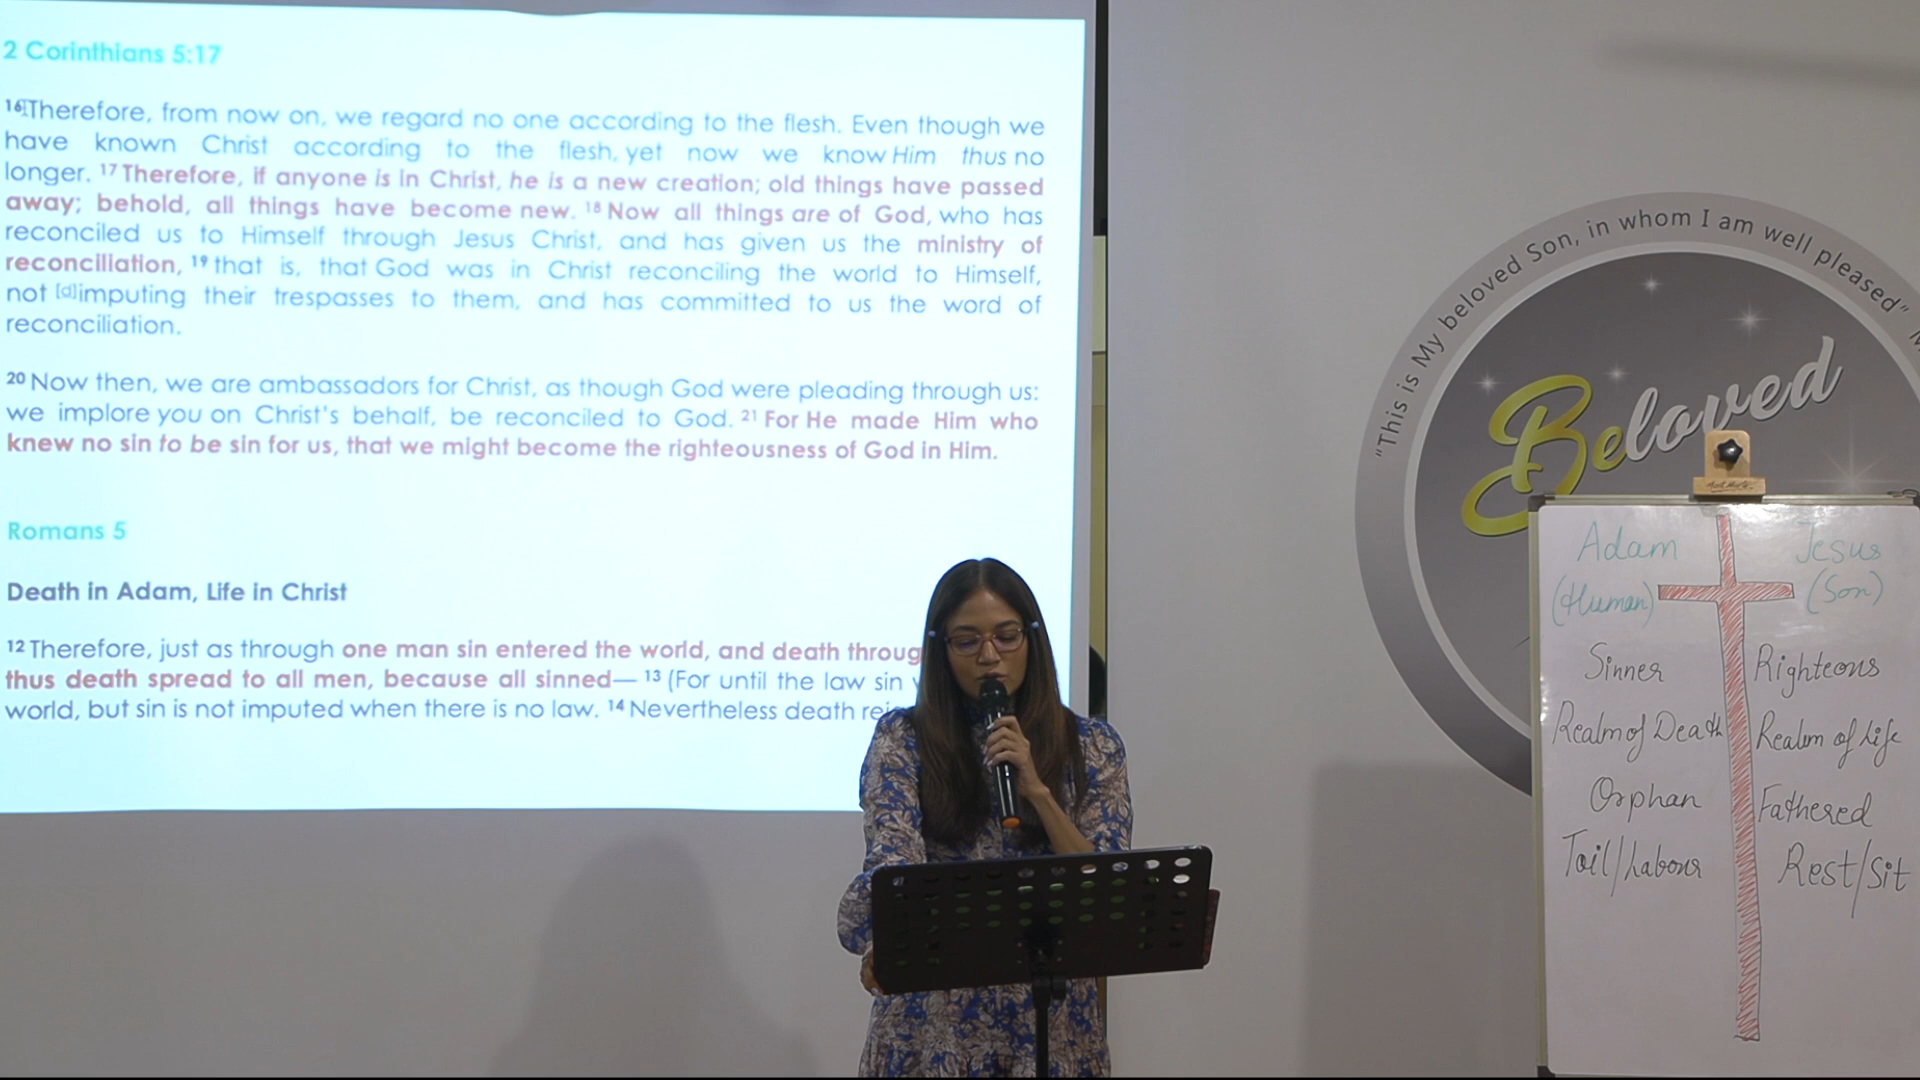 2 Corinthians 5:17
16Therefore, from now on, we regard no one according to the flesh. Even though we
have known Christ according to the flesh, yet now we know Him thus no
longer. 17 Therefore, if anyone is in Christ, he is a new creation; old things have passed
away; behold, all things have become new. 18 Now all things are of God, who has
reconciled us to Himself through Jesus Christ, and has given us the ministry of
reconciliation, 19 that is, that God was in Christ reconciling the world to Himself,
not [d]imputing their trespasses to them, and has committed to us the word of
reconciliation.
20 Now then, we are ambassadors for Christ, as though God were pleading through us:
we implore you on Christ's behalf, be reconciled to God. 21 For He made Him who
knew no sin to be sin for us, that we might become the righteousness of God in Him.
Romans 5
Death in Adam, Life in Christ
12 Therefore, just as through one man sin entered the world, and death throug
thus death spread to all men, because all sinned— 13 (For until the law sin
world, but sin is not imputed when there is no law. 14 Nevertheless death rei
"This is My beloved Son, in whom I am well pleased" M
Beloved
Adam Jesus
(Human) (Son)
Sinner Righteous
Realm of Death Realm of Life
Orphan Fathered
Toil/Labour Rest/Sit